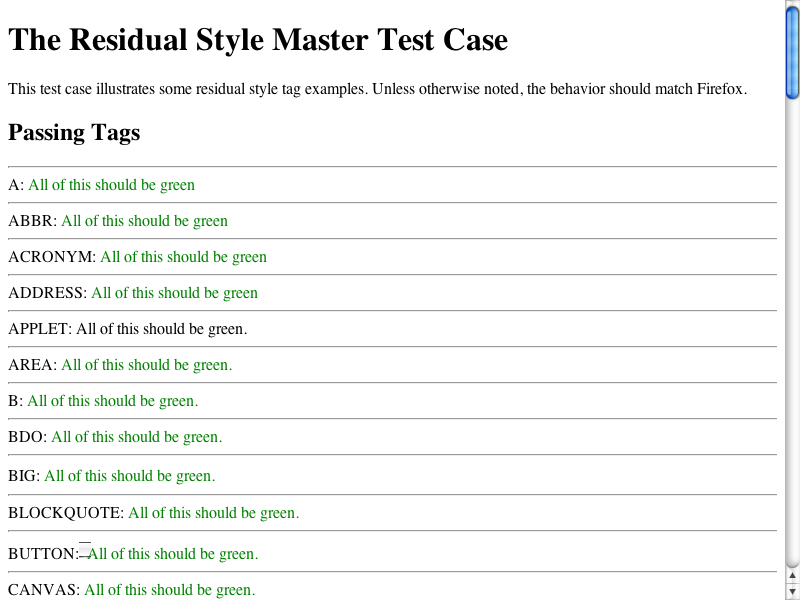 The Residual Style Master Test Case
This test case illustrates some residual style tag examples. Unless otherwise noted, the behavior should match Firefox.
Passing Tags
A: All of this should be green
ABBR: All of this should be green
ACRONYM: All of this should be green
ADDRESS: All of this should be green
APPLET: All of this should be green.
AREA: All of this should be green.
B: All of this should be green.
BDO: All of this should be green.
BIG: All of this should be green.
BLOCKQUOTE: All of this should be green.
BUTTON: All of this should be green.
CANVAS: All of this should be green.